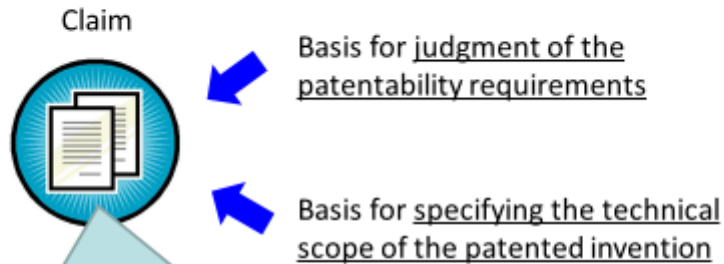 Claim
Basis for judgment of the
patentability requirements
Basis for specifying the technical
scope of the patented invention